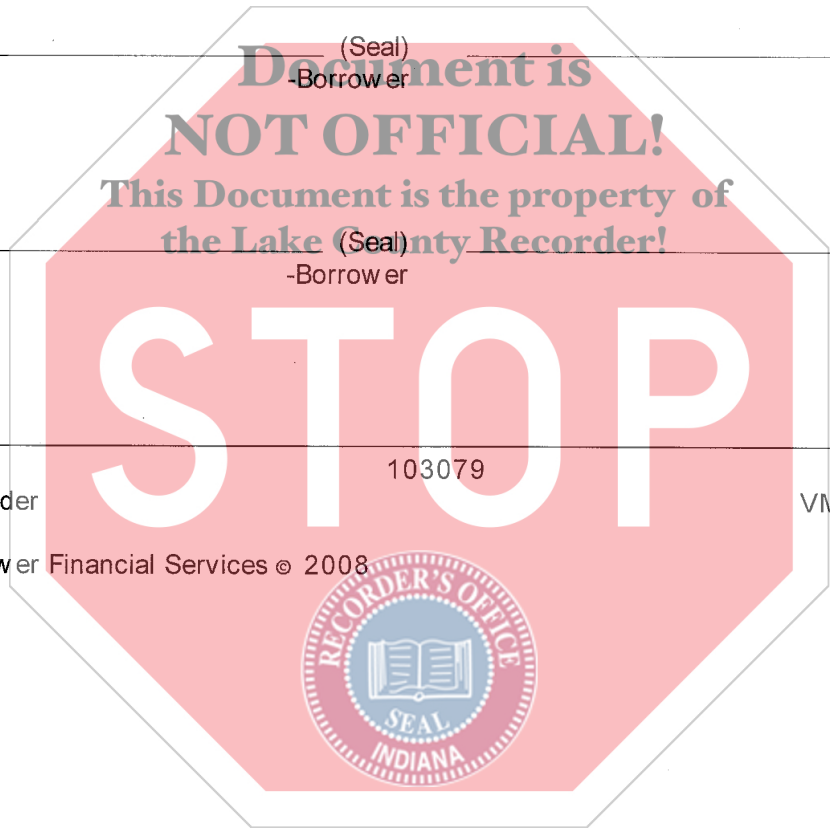 (Seal)
-Borrower
Document is
NOT OFFICIAL!
This Document is the property of
the Lake County Recorder!
(Seal)
-Borrower
STOP
103079
der
VM
wer Financial Services © 2008
RECORDER'S OFFICE
SEAL
INDIANA